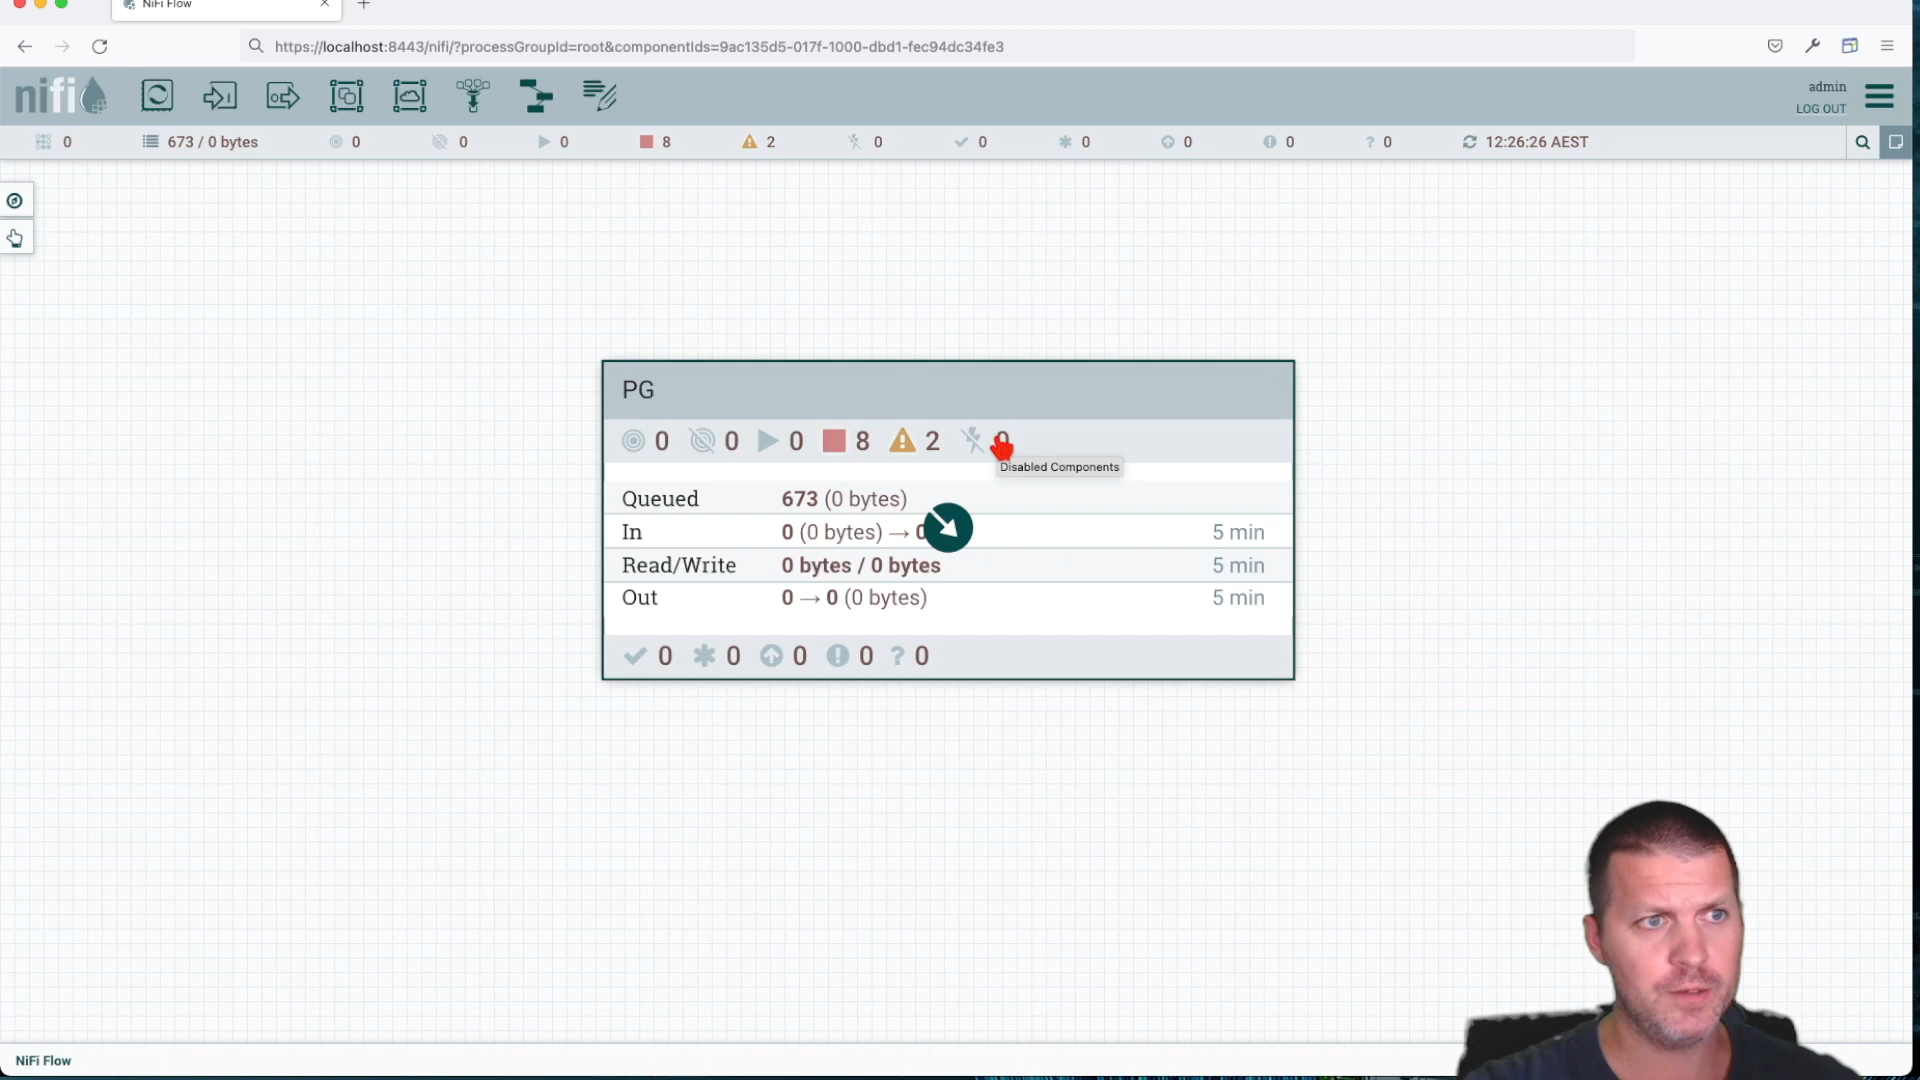 NiFi Flow
https://localhost:8443/nifi/?processGroupId=root&componentIds=9ac135d5-017f-1000-dbd1-fec94dc34fe3
nifi
admin
LOG OUT
0 673 / 0 bytes 0 0 0 8 2 0 0 0 0 0 ? 0 12:26:26 AEST
PG
0 0 0 8 2
Disabled Components
Queued 673 (0 bytes)
In 0 (0 bytes) → 0 5 min
Read/Write 0 bytes / 0 bytes 5 min
Out 0 → 0 (0 bytes) 5 min
0 0 0 0 ? 0
NiFi Flow